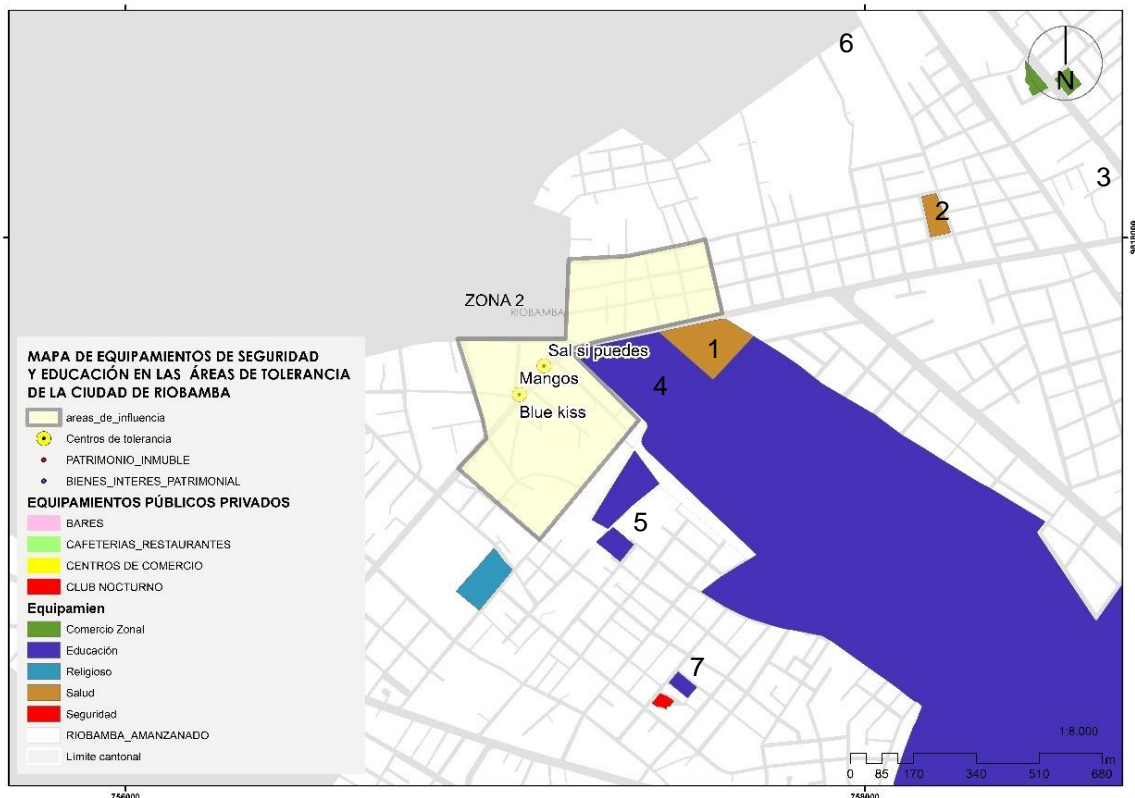 6
N
3
2
9818000
ZONA 2
RIOBAMBA
Sal si puedes
1
4
Mangos
Blue kiss
5
7
MAPA DE EQUIPAMIENTOS DE SEGURIDAD
Y EDUCACIÓN EN LAS ÁREAS DE TOLERANCIA
DE LA CIUDAD DE RIOBAMBA
areas_de_influencia
Centros de tolerancia
PATRIMONIO_INMUBLE
BIENES_INTERES_PATRIMONIAL
EQUIPAMIENTOS PÚBLICOS PRIVADOS
BARES
CAFETERIAS_RESTAURANTES
CENTROS DE COMERCIO
CLUB NOCTURNO
Equipamien
Comercio Zonal
Educación
Religioso
Salud
Seguridad
RIOBAMBA_AMANZANADO
Limite cantonal
1:8.000
m
0 85 170 340 510 680
756000 758000